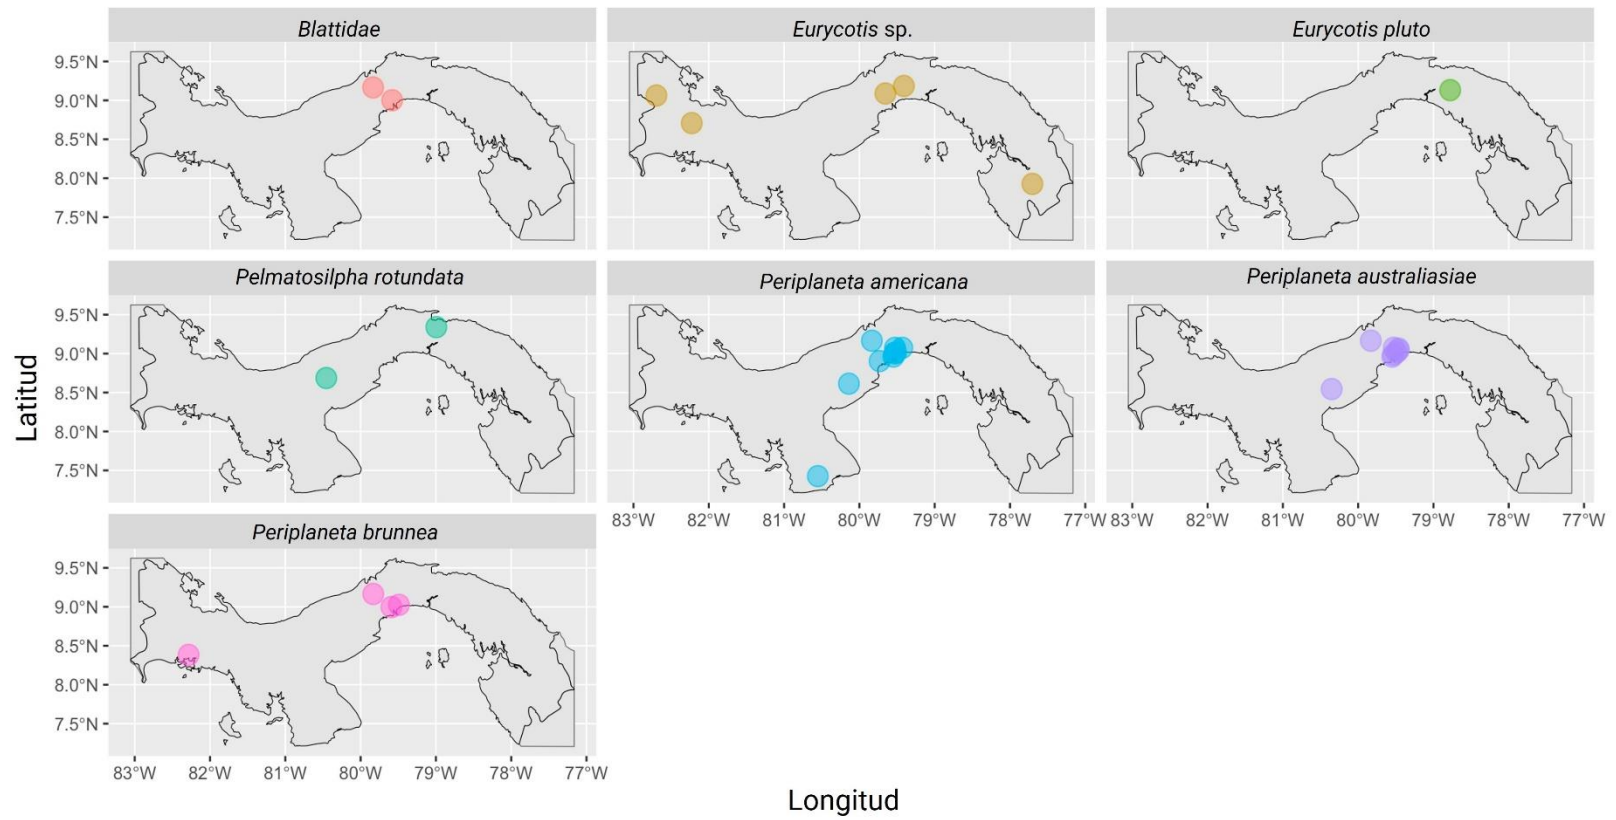 Blattidae
Eurycotis sp.
Eurycotis pluto
9.5°N
9.0°N
8.5°N
8.0°N
7.5°N
Pelmatosilpha rotundata
Periplaneta americana
Periplaneta australiasiae
9.5°N
9.0°N
8.5°N
8.0°N
7.5°N
83°W 82°W 81°W 80°W 79°W 78°W 77°W
83°W 82°W 81°W 80°W 79°W 78°W 77°W
Periplaneta brunnea
9.5°N
9.0°N
8.5°N
8.0°N
7.5°N
83°W 82°W 81°W 80°W 79°W 78°W 77°W
Latitud
Longitud